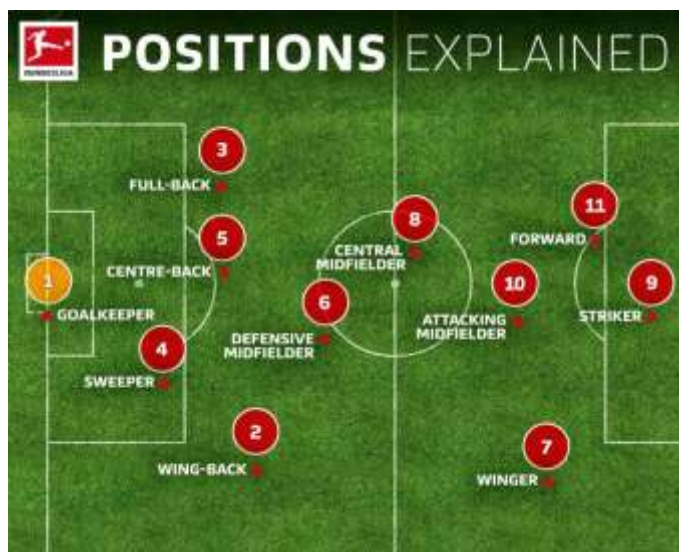 POSITIONS EXPLAINED
BUNDESLIGA
3
FULL-BACK
11
8
FORWARD
5
CENTRAL
MIDFIELDER
CENTRE-BACK
1
GOALKEEPER
6
10
9
STRIKER
ATTACKING
MIDFIELDER
DEFENSIVE
MIDFIELDER
4
SWEEPER
2
WING-BACK
7
WINGER